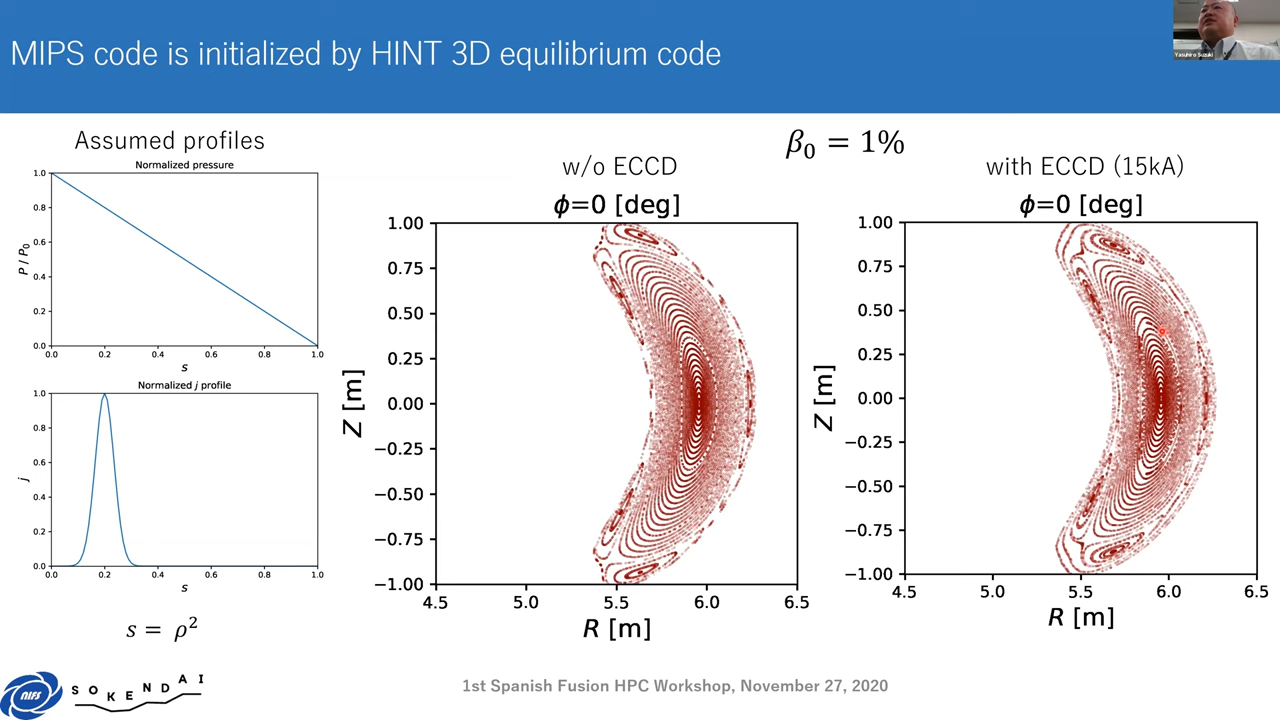 MIPS code is initialized by HINT 3D equilibrium code
Yasuhiro Suzuki
Assumed profiles
Normalized pressure
1.0
0.8
0.6
0.4
0.2
0.0
P / P₀
0.0 0.2 0.4 0.6 0.8 1.0
s
Normalized j profile
1.0
0.8
0.6
0.4
0.2
0.0
j
0.0 0.2 0.4 0.6 0.8 1.0
s
s = ρ²
β₀ = 1%
w/o ECCD
ϕ=0 [deg]
1.00
0.75
0.50
0.25
0.00
−0.25
−0.50
−0.75
−1.00
Z [m]
4.5 5.0 5.5 6.0 6.5
R [m]
with ECCD (15kA)
ϕ=0 [deg]
1.00
0.75
0.50
0.25
0.00
−0.25
−0.50
−0.75
−1.00
Z [m]
4.5 5.0 5.5 6.0 6.5
R [m]
NIFS
SOKENDAI
1st Spanish Fusion HPC Workshop, November 27, 2020